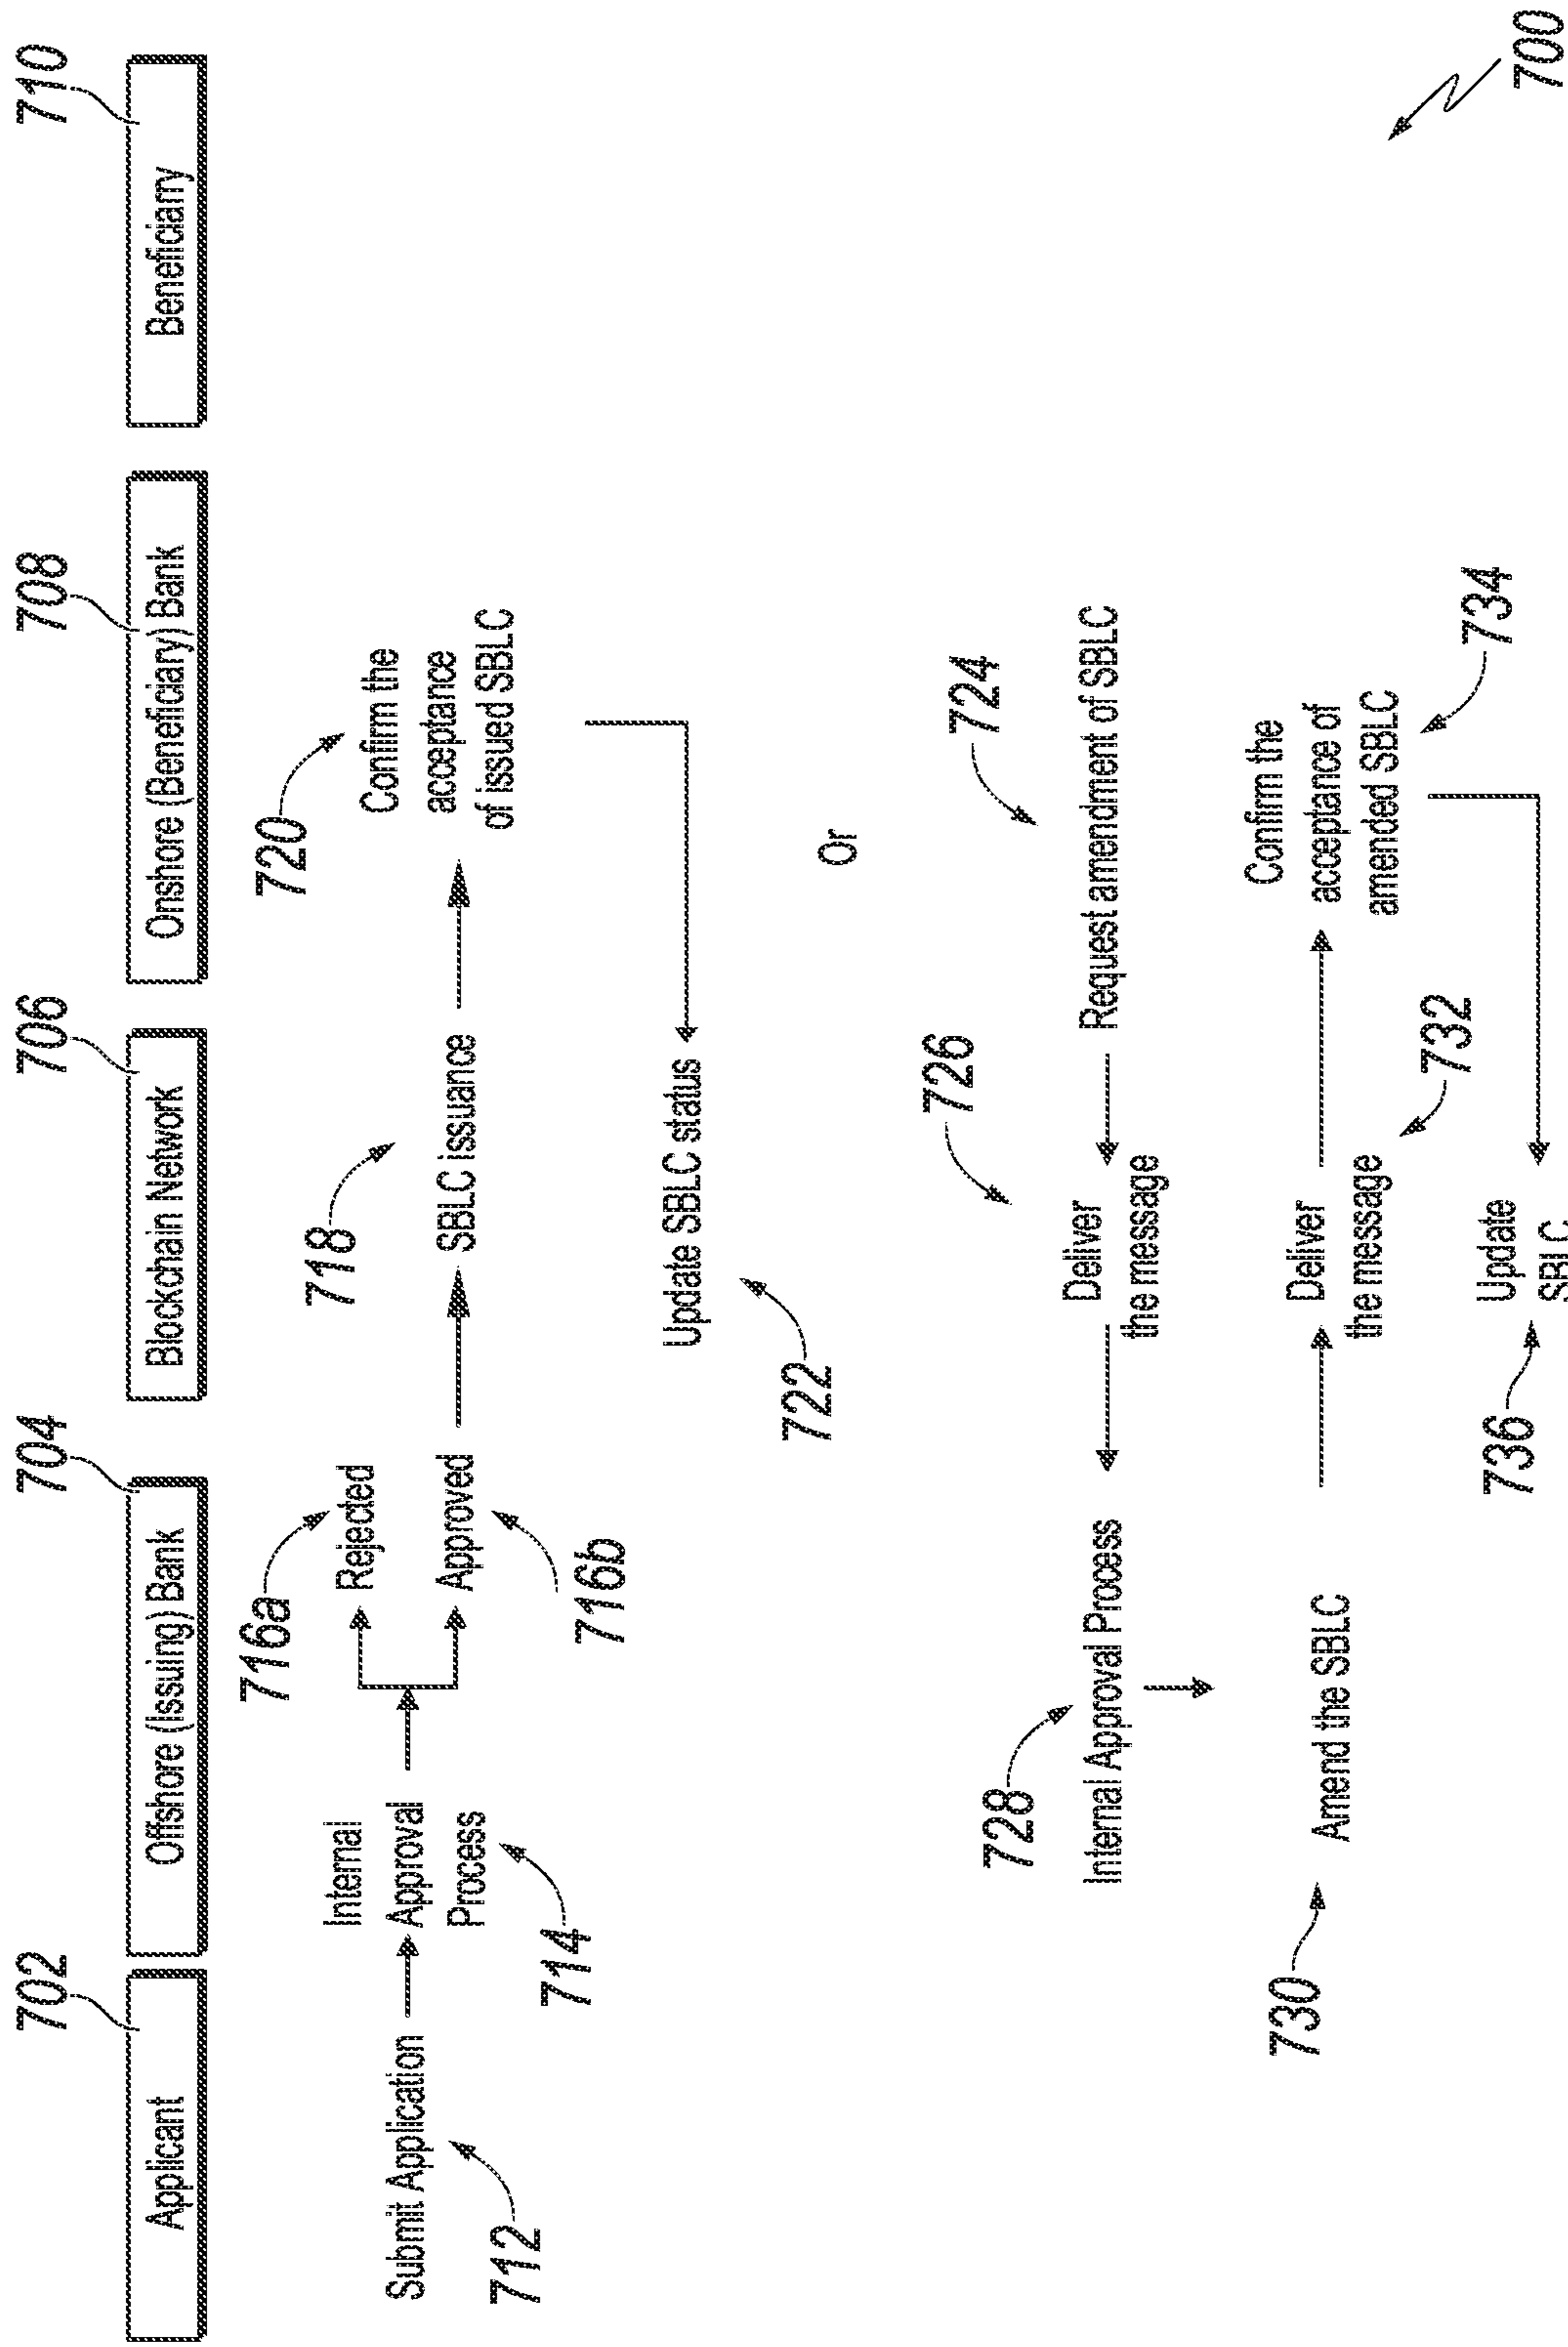 702
704
706
708
710
Applicant
Offshore (Issuing) Bank
Blockchain Network
Onshore (Beneficiary) Bank
Beneficiarry
716a
718
720
Submit Application
Internal
Approval
Process
Rejected
Approved
SBLC issuance
Confirm the
acceptance
of issued SBLC
712
714
716b
Update SBLC status
722
Or
728
726
724
Internal Approval Process
Deliver
the message
Request amendment of SBLC
730
Amend the SBLC
Deliver
the message
Confirm the
acceptance of
amended SBLC
732
734
736
Update
SBLC
700